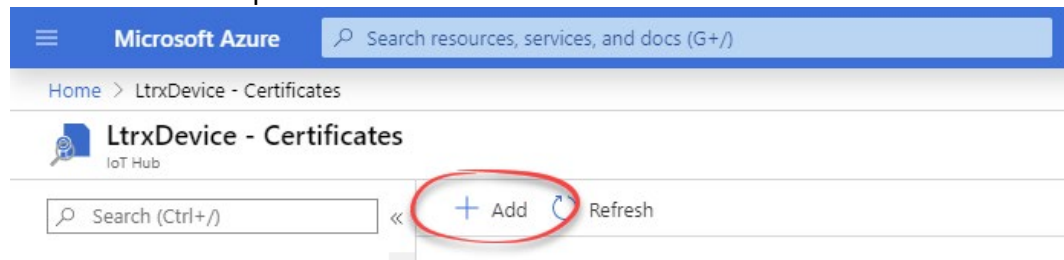 Microsoft Azure
Search resources, services, and docs (G+/)
Home > LtrxDevice - Certificates
LtrxDevice - Certificates
IoT Hub
Search (Ctrl+/)
«
+ Add
Refresh